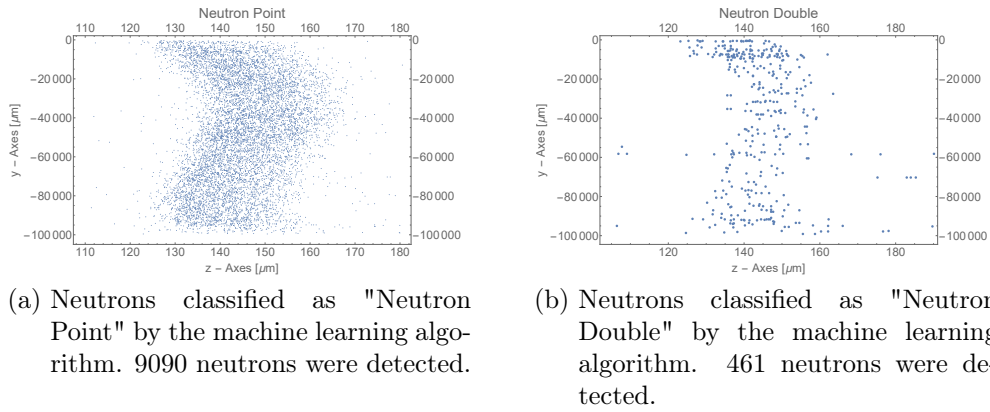 Neutron Point
110 120 130 140 150 160 170 180
0 0
−20 000 −20 000
−40 000 −40 000
−60 000 −60 000
−80 000 −80 000
−100 000 −100 000
110 120 130 140 150 160 170 180
y − Axes [μm]
z − Axes [μm]
Neutron Double
120 140 160 180
0 0
−20 000 −20 000
−40 000 −40 000
−60 000 −60 000
−80 000 −80 000
−100 000 −100 000
120 140 160 180
y − Axes [μm]
z − Axes [μm]
(a) Neutrons classified as "Neutron
Point" by the machine learning algo-
rithm. 9090 neutrons were detected.
(b) Neutrons classified as "Neutron
Double" by the machine learning
algorithm. 461 neutrons were de-
tected.